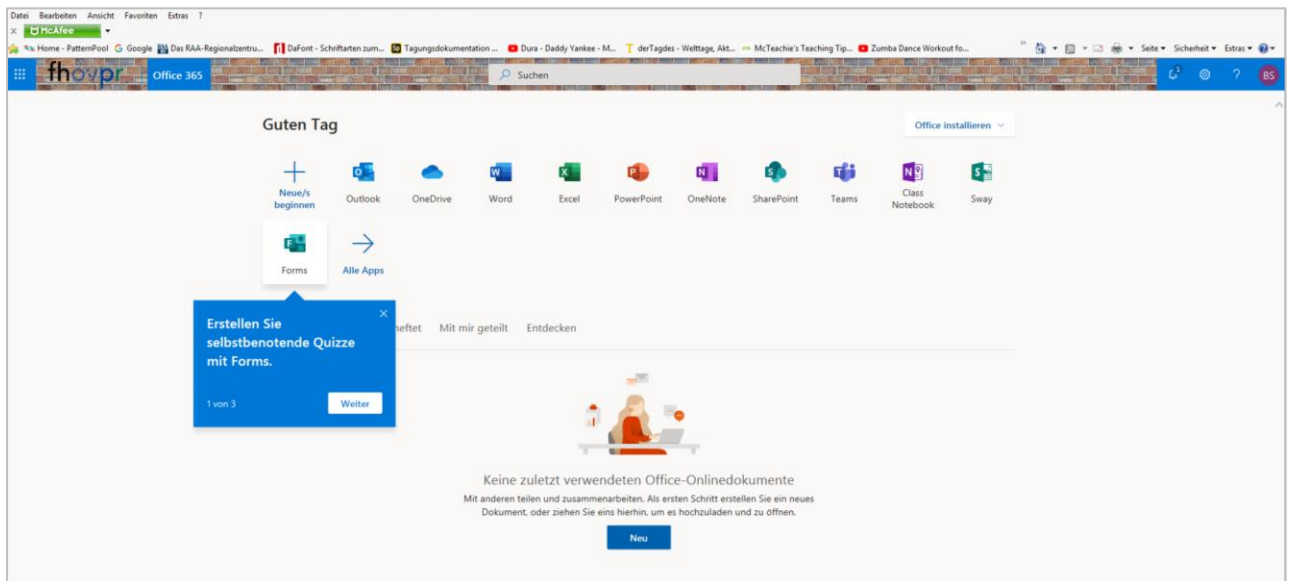 Datei Bearbeiten Ansicht Favoriten Extras ?
x McAfee
Home - PatternPool Google Das RAA-Regionalzentru... DaFont - Schriftarten zum... Tagungsdokumentation ... Dura - Daddy Yankee - M... derTagdes - Welttage, Akt... McTeachie's Teaching Tip... Zumba Dance Workout fo... Seite Sicherheit Extras
fhovpr Office 365 Suchen 1 ? BS
Guten Tag Office installieren
Neue/s beginnen Outlook OneDrive Word Excel PowerPoint OneNote SharePoint Teams Class Notebook Sway
Forms Alle Apps
Erstellen Sie
selbstbenotende Quizze
mit Forms.
1 von 3 Weiter
heftet Mit mir geteilt Entdecken
Keine zuletzt verwendeten Office-Onlinedokumente
Mit anderen teilen und zusammenarbeiten. Als ersten Schritt erstellen Sie ein neues
Dokument, oder ziehen Sie eins hierhin, um es hochzuladen und zu öffnen.
Neu